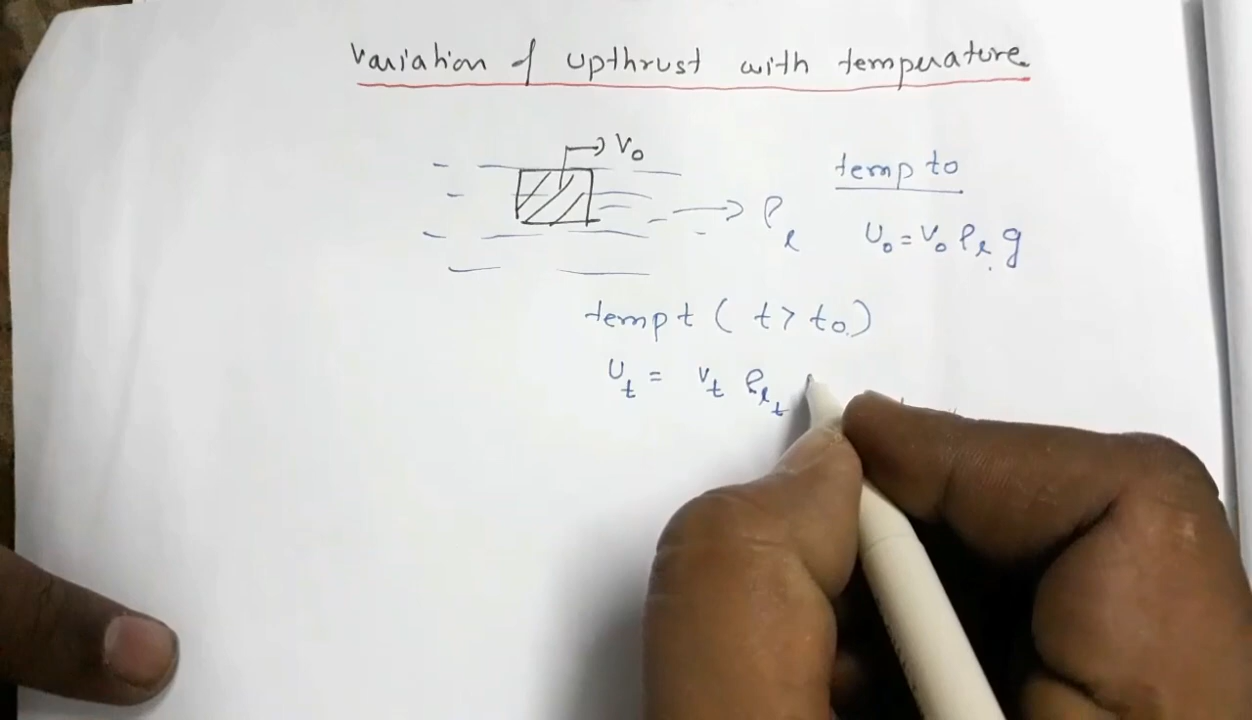 Variation of upthrust with temperature
V₀
temp t₀
ρₗ
U₀ = V₀ ρₗ g
temp t ( t > t₀ )
Uₜ = Vₜ ρₗₜ